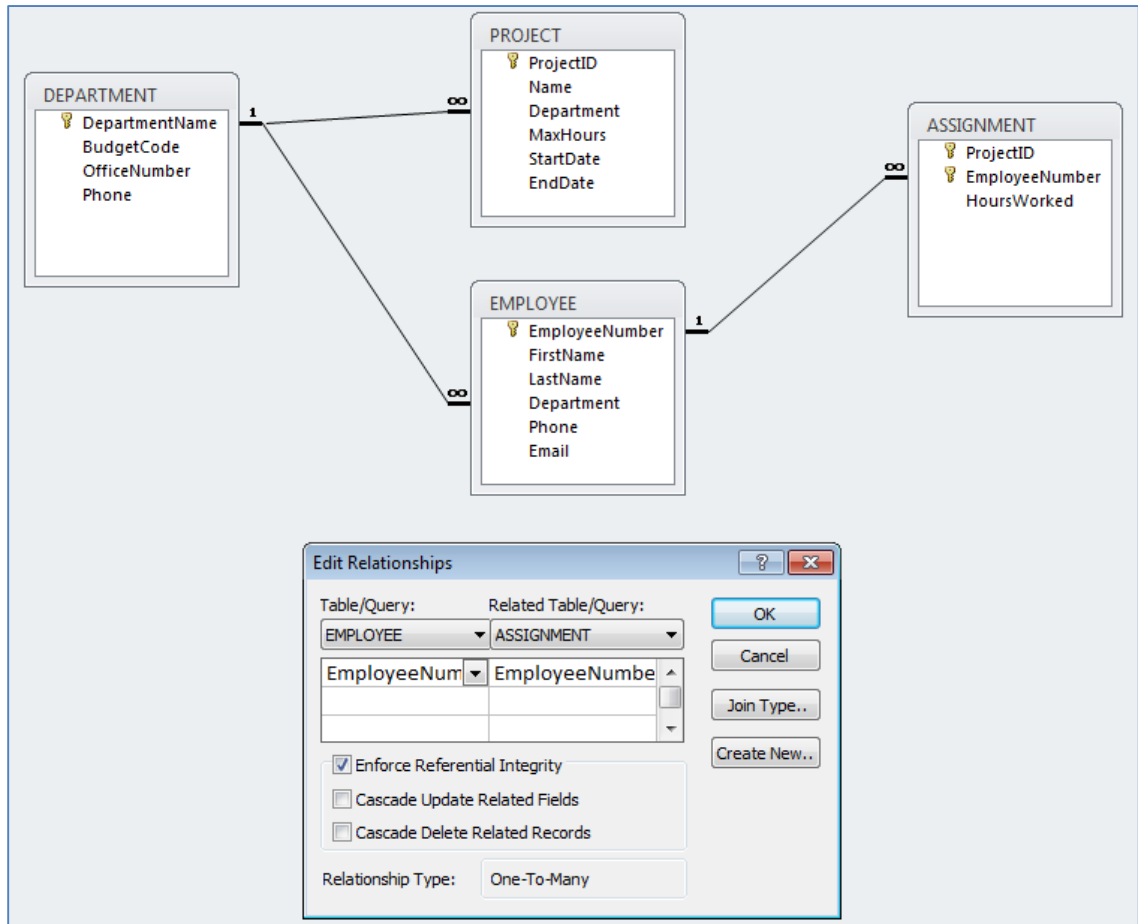 PROJECT
ProjectID
Name
Department
MaxHours
StartDate
EndDate
DEPARTMENT
DepartmentName
BudgetCode
OfficeNumber
Phone
1
∞
∞
ASSIGNMENT
ProjectID
EmployeeNumber
HoursWorked
∞
EMPLOYEE
EmployeeNumber
FirstName
LastName
Department
Phone
Email
1
Edit Relationships
?
Table/Query: Related Table/Query:
EMPLOYEE ASSIGNMENT
EmployeeNum EmployeeNumbe
OK
Cancel
Join Type..
Create New..
Enforce Referential Integrity
Cascade Update Related Fields
Cascade Delete Related Records
Relationship Type: One-To-Many